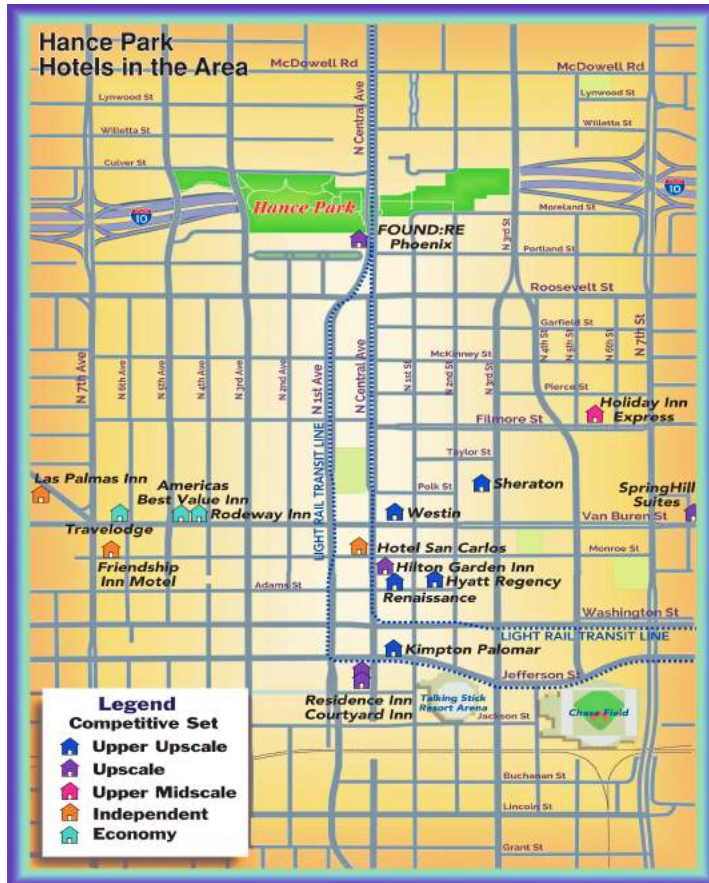 Hance Park
Hotels in the Area
McDowell Rd
McDowell Rd
Lynwood St
Lynwood St
Willetta St
Willetta St
Culver St
N Central Ave
10
10
Hance Park
Moreland St
FOUND:RE
Phoenix
N 3rd St
Portland St
Roosevelt St
Garfield St
N 4th St
N 5th St
N 6th St
N 7th St
McKinney St
N 7th Ave
N 6th Ave
N 5th Ave
N 4th Ave
N 3rd Ave
N 2nd Ave
N 1st Ave
N Central Ave
N 1st St
N 2nd St
N 3rd St
Pierce St
Holiday Inn
Express
Filmore St
LIGHT RAIL TRANSIT LINE
Taylor St
Las Palmas Inn
Americas
Best Value Inn
Polk St
Sheraton
SpringHill
Suites
Travelodge
Rodeway Inn
Westin
Van Buren St
Friendship
Inn Motel
Hotel San Carlos
Monroe St
Hilton Garden Inn
Adams St
Hyatt Regency
Renaissance
Washington St
LIGHT RAIL TRANSIT LINE
Kimpton Palomar
Jefferson St
Residence Inn
Courtyard Inn
Talking Stick
Resort Arena
Jackson St
Chase Field
Legend
Competitive Set
Upper Upscale
Upscale
Upper Midscale
Independent
Economy
Buchanan St
Lincoln St
Grant St